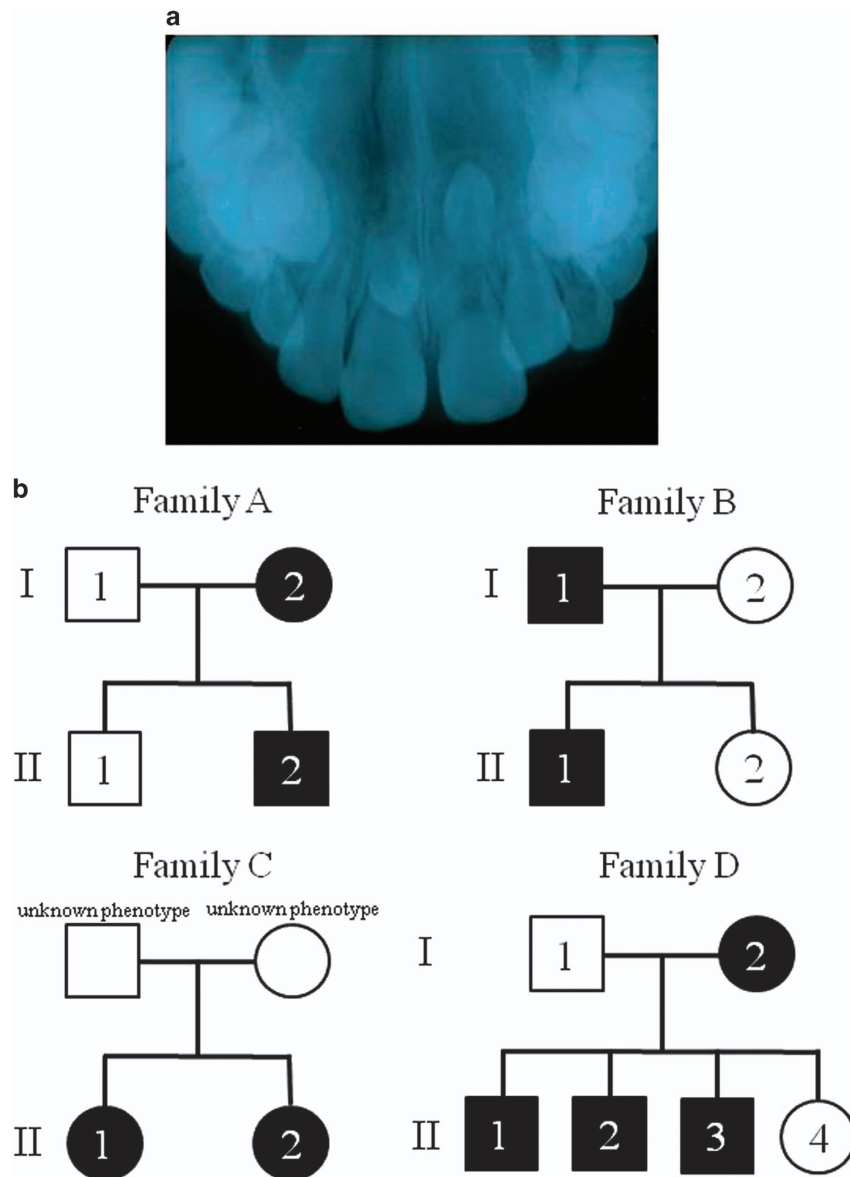 a
b
Family A
Family B
I
1
2
I
1
2
II
1
2
II
1
2
Family C
Family D
unknown phenotype
unknown phenotype
I
1
2
II
1
2
II
1
2
3
4